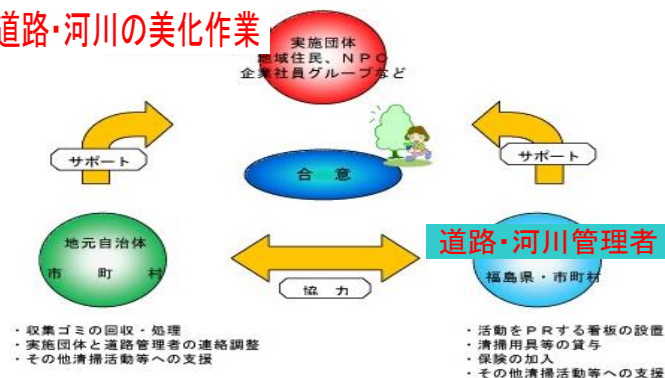 道路・河川の美化作業
実施団体
地域住民、ＮＰＯ
企業社員グループなど
サポート
サポート
合 意
地元自治体
市 町 村
道路・河川管理者
福島県・市町村
協 力
・収集ゴミの回収・処理
・実施団体と道路管理者の連絡調整
・その他清掃活動等への支援
・活動をＰＲする看板の設置
・清掃用具等の貸与
・保険の加入
・その他清掃活動等への支援